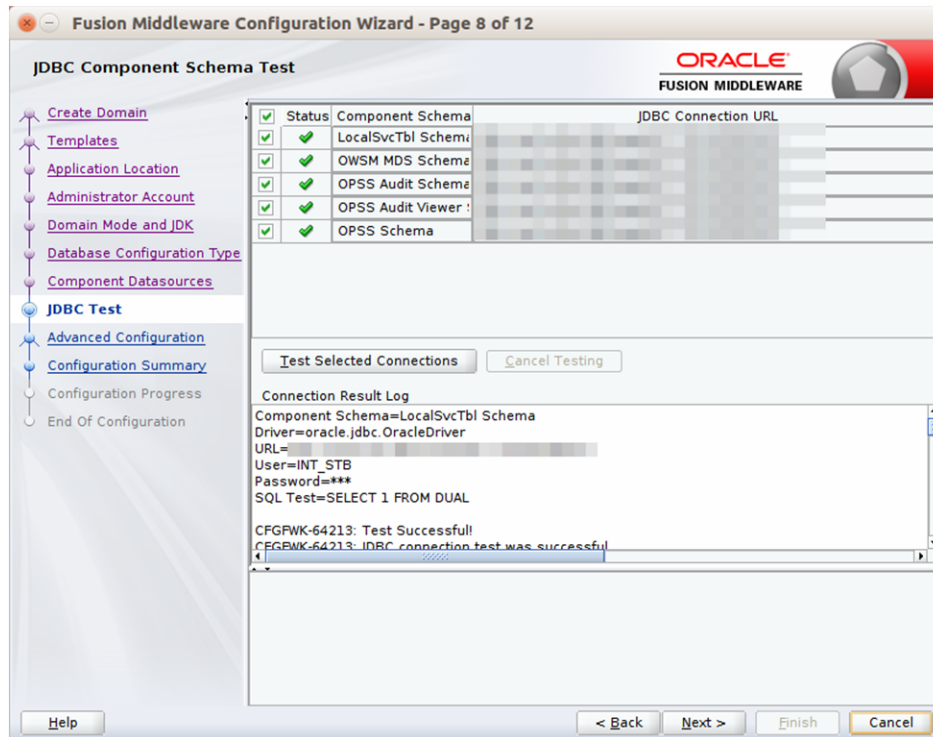 Fusion Middleware Configuration Wizard - Page 8 of 12
JDBC Component Schema Test
ORACLE
FUSION MIDDLEWARE
Create Domain
Templates
Application Location
Administrator Account
Domain Mode and JDK
Database Configuration Type
Component Datasources
JDBC Test
Advanced Configuration
Configuration Summary
Configuration Progress
End Of Configuration
Status Component Schema JDBC Connection URL
LocalSvcTbl Schema
OWSM MDS Schema
OPSS Audit Schema
OPSS Audit Viewer
OPSS Schema
Test Selected Connections Cancel Testing
Connection Result Log
Component Schema=LocalSvcTbl Schema
Driver=oracle.jdbc.OracleDriver
URL=
User=INT_STB
Password=***
SQL Test=SELECT 1 FROM DUAL
CFGFWK-64213: Test Successful!
CFGFWK-64213: JDBC connection test was successful
Help < Back Next > Finish Cancel